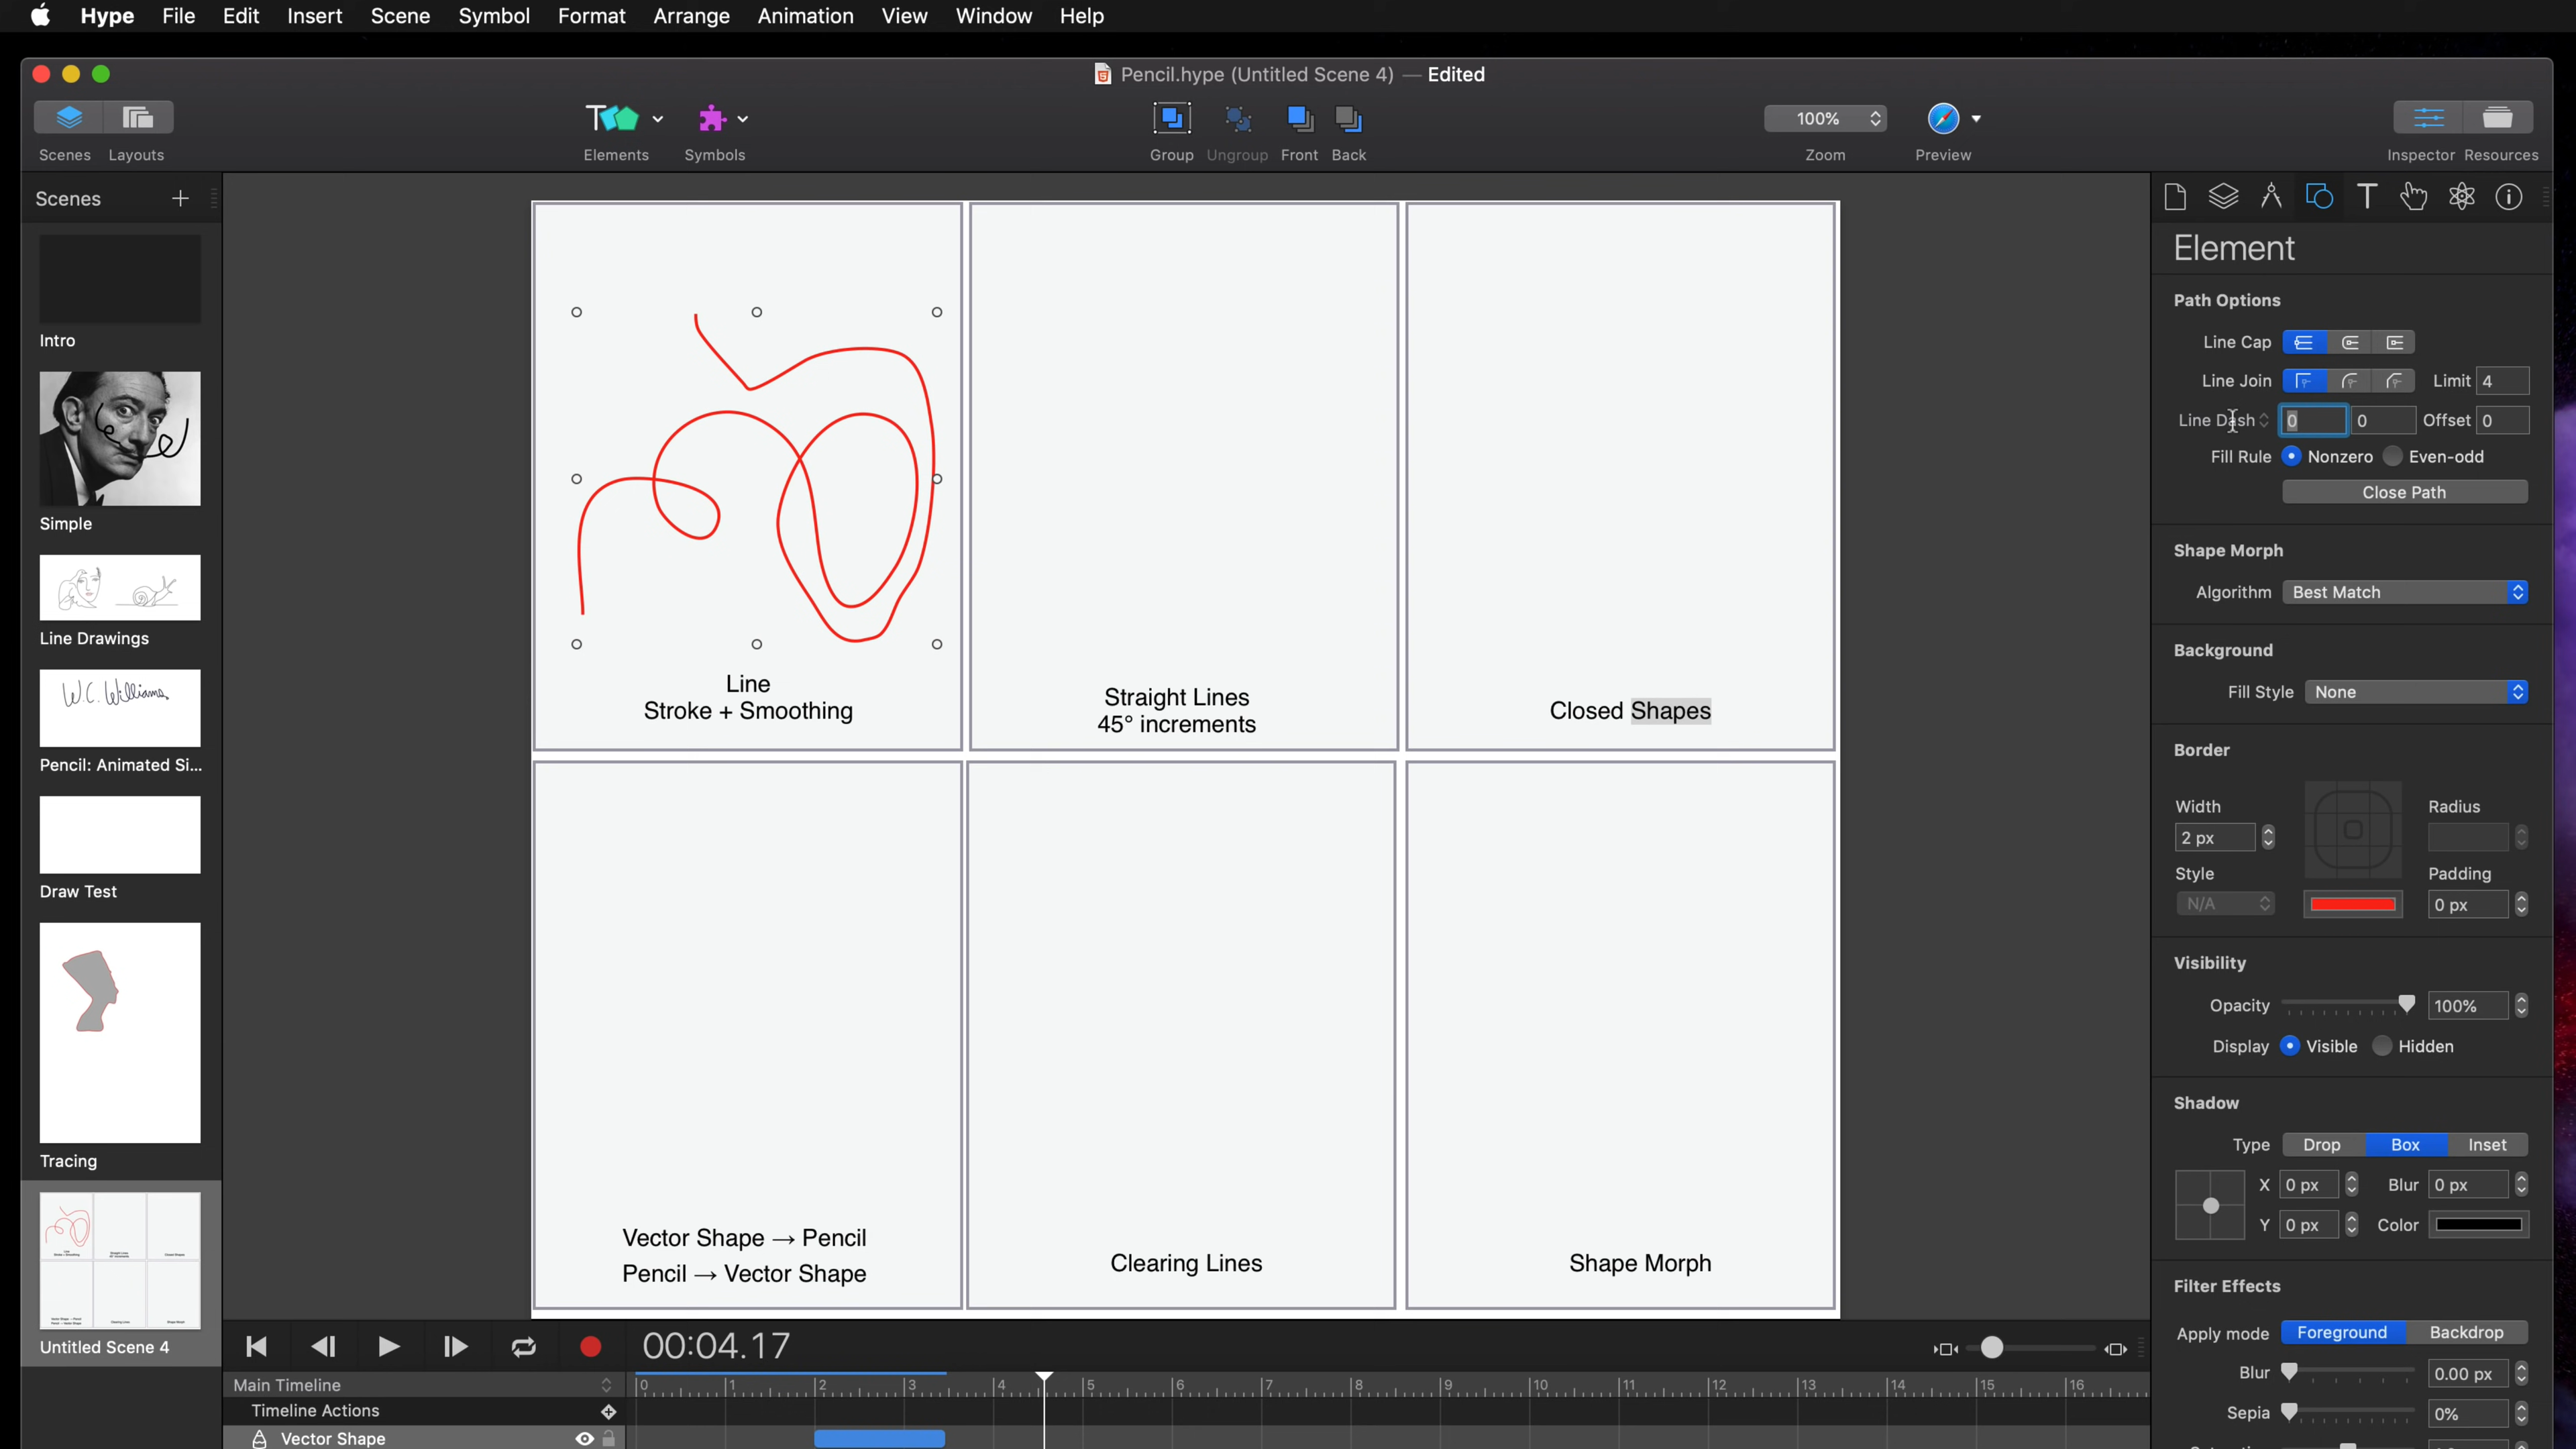 Hype File Edit Insert Scene Symbol Format Arrange Animation View Window Help
Pencil.hype (Untitled Scene 4) — Edited
100%
Scenes Layouts Elements Symbols Group Ungroup Front Back Zoom Preview Inspector Resources
Scenes +
Intro
Simple
Line Drawings
W.C. Williams
Pencil: Animated Si...
Draw Test
Tracing
Untitled Scene 4
Line
Stroke + Smoothing
Straight Lines
45° increments
Closed Shapes
Vector Shape → Pencil
Pencil → Vector Shape
Clearing Lines
Shape Morph
Element
Path Options
Line Cap
Line Join Limit 4
Line Dash 0 0 Offset 0
Fill Rule Nonzero Even-odd
Close Path
Shape Morph
Algorithm Best Match
Background
Fill Style None
Border
Width Radius
2 px
Style Padding
N/A 0 px
Visibility
Opacity 100%
Display Visible Hidden
Shadow
Type Drop Box Inset
X 0 px Blur 0 px
Y 0 px Color
Filter Effects
Apply mode Foreground Backdrop
Blur 0.00 px
Sepia 0%
00:04.17
Main Timeline 0 1 2 3 4 5 6 7 8 9 10 11 12 13 14 15 16
Timeline Actions
Vector Shape